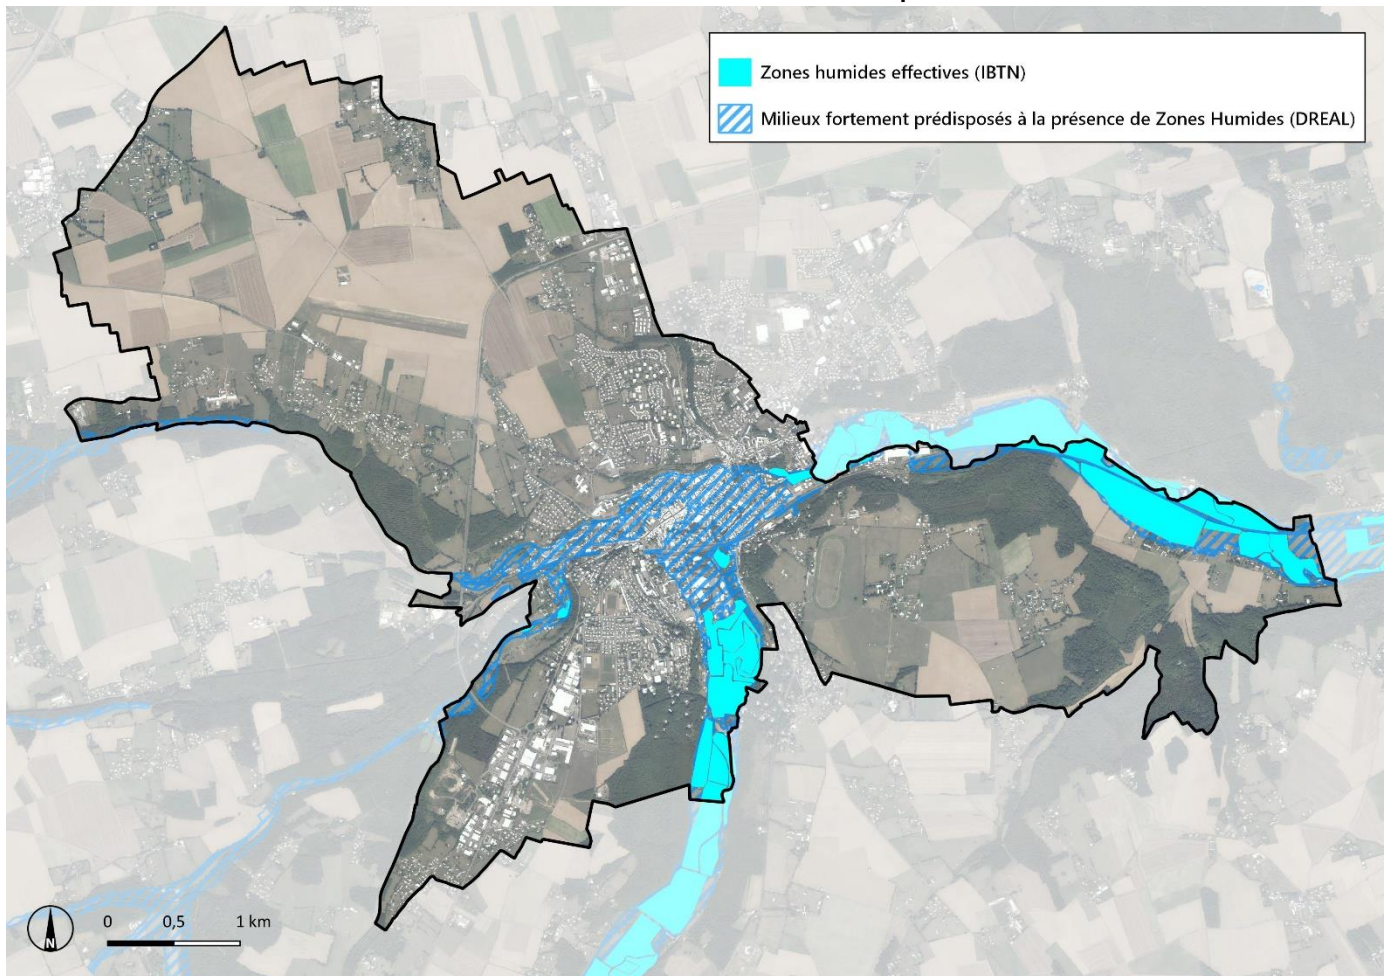 Zones humides effectives (IBTN)
Milieux fortement prédisposés à la présence de Zones Humides (DREAL)
N
0 0,5 1 km